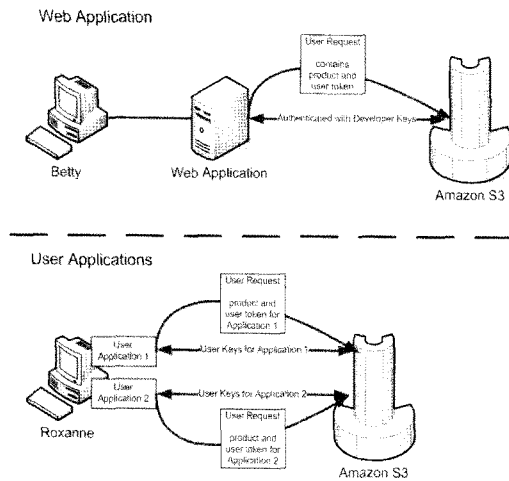 Web Application
User Request
contains
product and
user token
Authenticated with Developer Keys
Betty
Web Application
Amazon S3
User Applications
User Request
product and
user token for
Application 1
User
Application 1
User Keys for Application 1
User
Application 2
User Keys for Application 2
User Request
product and
user token for
Application 2
Roxanne
Amazon S3